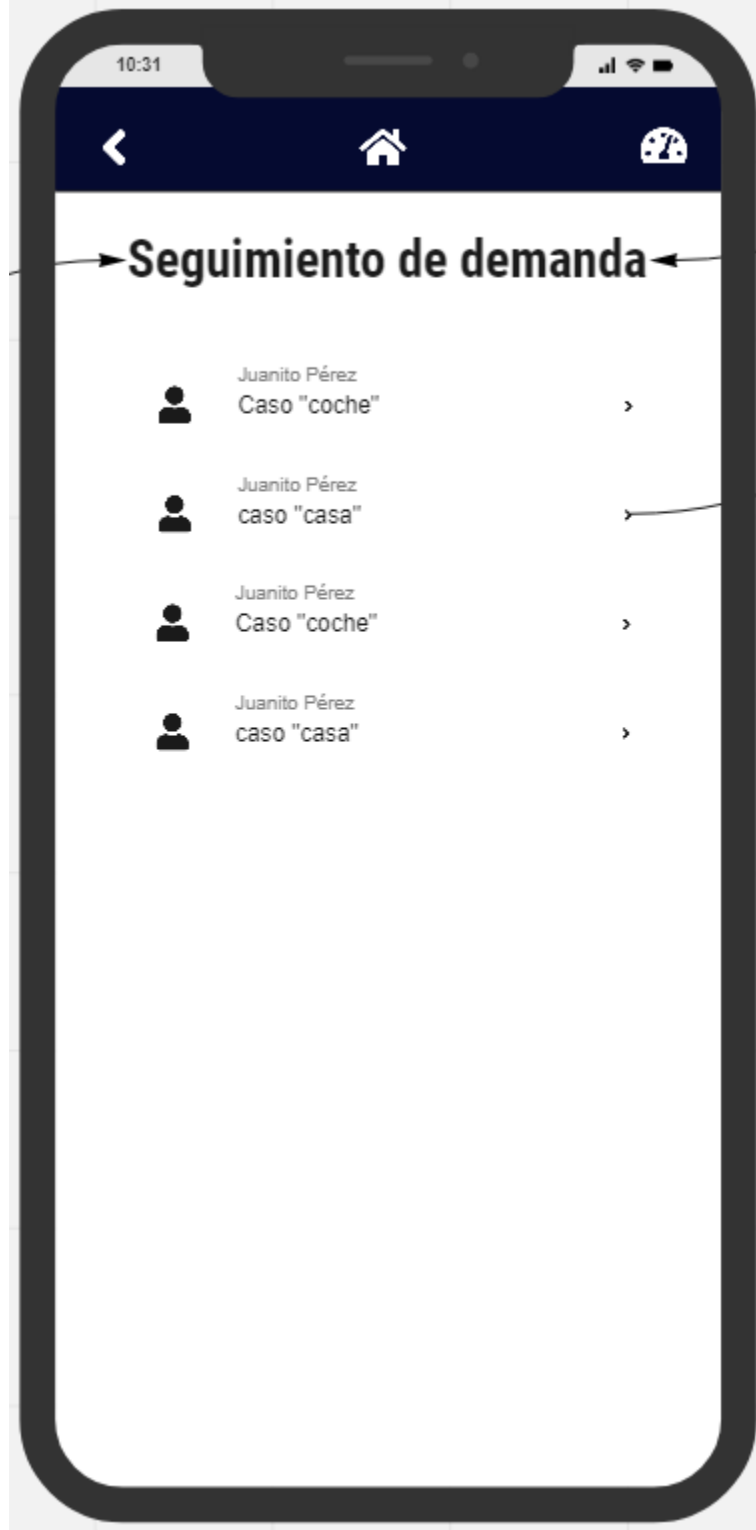 10:31
Seguimiento de demanda
Juanito Pérez
Caso "coche"
Juanito Pérez
caso "casa"
Juanito Pérez
Caso "coche"
Juanito Pérez
caso "casa"